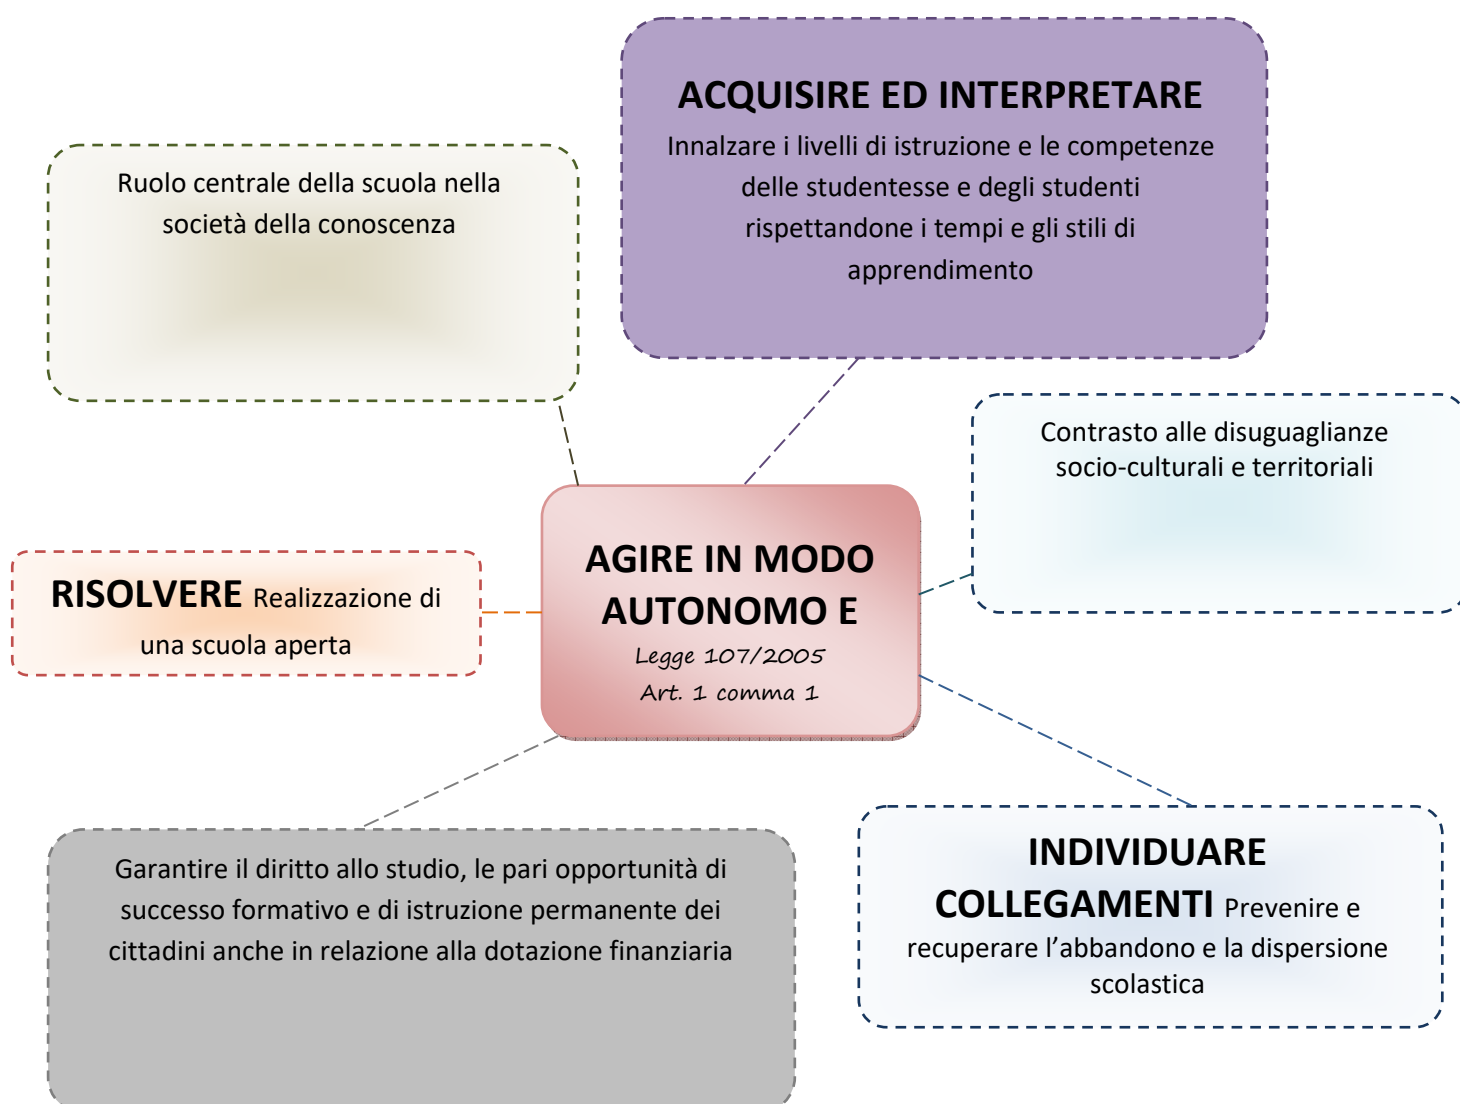 ACQUISIRE ED INTERPRETARE
Innalzare i livelli di istruzione e le competenze
delle studentesse e degli studenti
rispettandone i tempi e gli stili di
apprendimento
Ruolo centrale della scuola nella
società della conoscenza
Contrasto alle disuguaglianze
socio-culturali e territoriali
AGIRE IN MODO
AUTONOMO E
Legge 107/2005
Art. 1 comma 1
RISOLVERE Realizzazione di
una scuola aperta
Garantire il diritto allo studio, le pari opportunità di
successo formativo e di istruzione permanente dei
cittadini anche in relazione alla dotazione finanziaria
INDIVIDUARE
COLLEGAMENTI Prevenire e
recuperare l’abbandono e la dispersione
scolastica